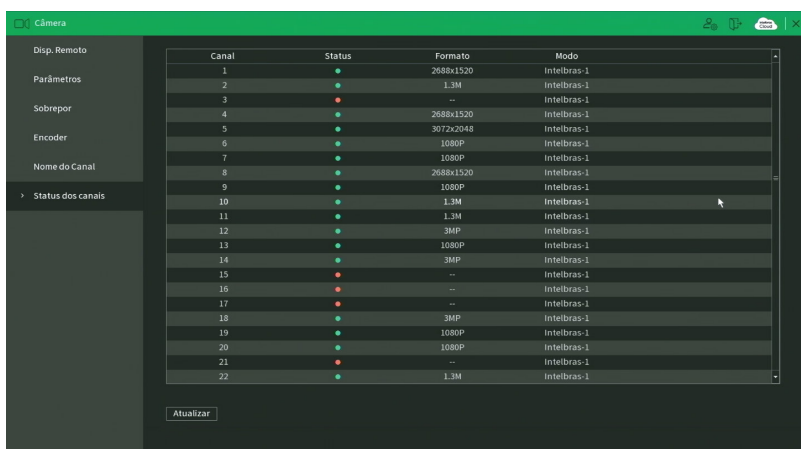 Câmera
Cloud
Disp. Remoto
Parâmetros
Sobrepor
Encoder
Nome do Canal
Status dos canais
Canal Status Formato Modo
1 2688x1520 Intelbras-1
2 1.3M Intelbras-1
3 -- Intelbras-1
4 2688x1520 Intelbras-1
5 3072x2048 Intelbras-1
6 1080P Intelbras-1
7 1080P Intelbras-1
8 2688x1520 Intelbras-1
9 1080P Intelbras-1
10 1.3M Intelbras-1
11 1.3M Intelbras-1
12 3MP Intelbras-1
13 1080P Intelbras-1
14 3MP Intelbras-1
15 -- Intelbras-1
16 -- Intelbras-1
17 -- Intelbras-1
18 3MP Intelbras-1
19 1080P Intelbras-1
20 1080P Intelbras-1
21 -- Intelbras-1
22 1.3M Intelbras-1
Atualizar